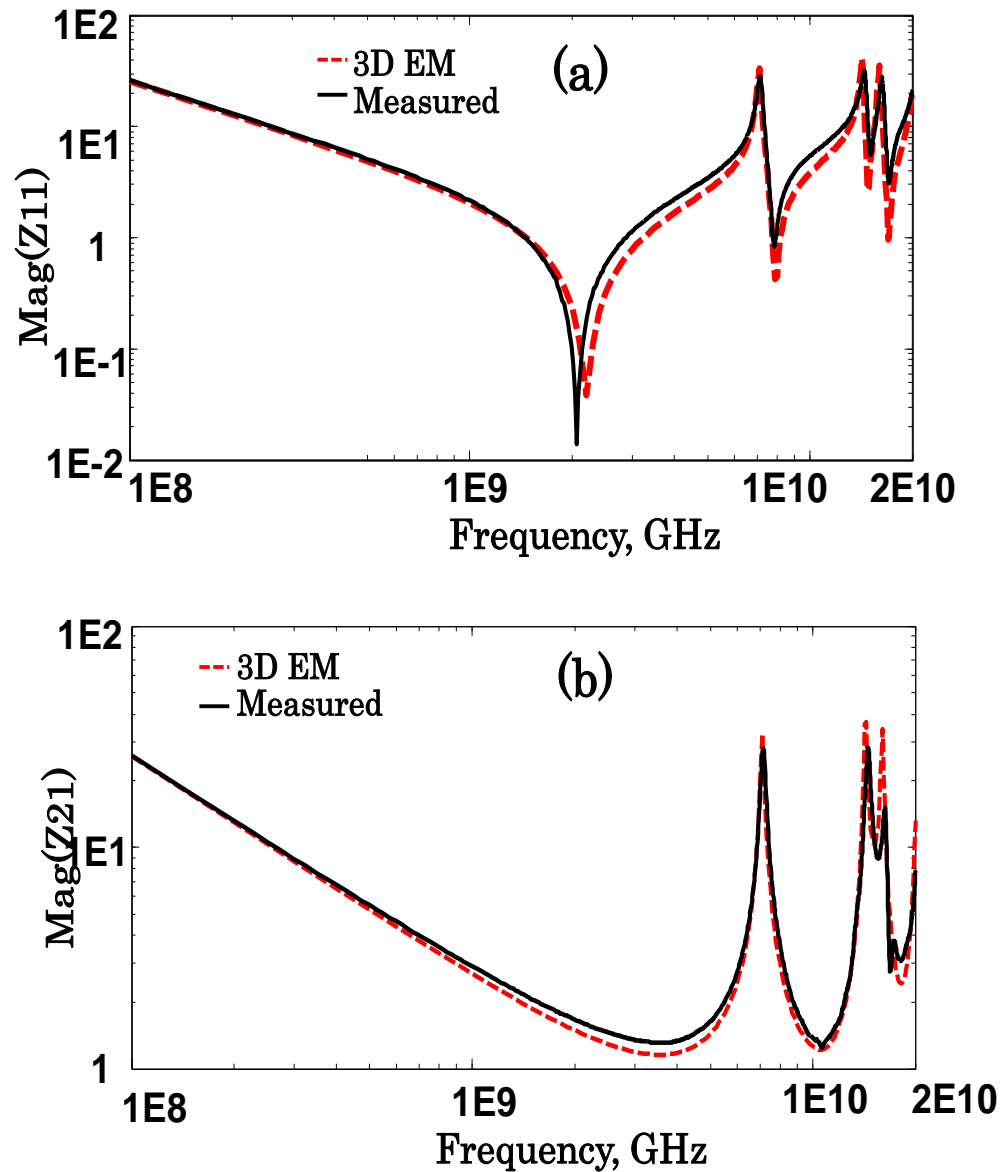 1E2
3D EM
Measured
(a)
1E1
1
1E-1
1E-2
Mag(Z11)
1E8
1E9
1E10
2E10
Frequency, GHz
1E2
3D EM
Measured
(b)
1E1
1
Mag(Z21)
1E8
1E9
1E10
2E10
Frequency, GHz